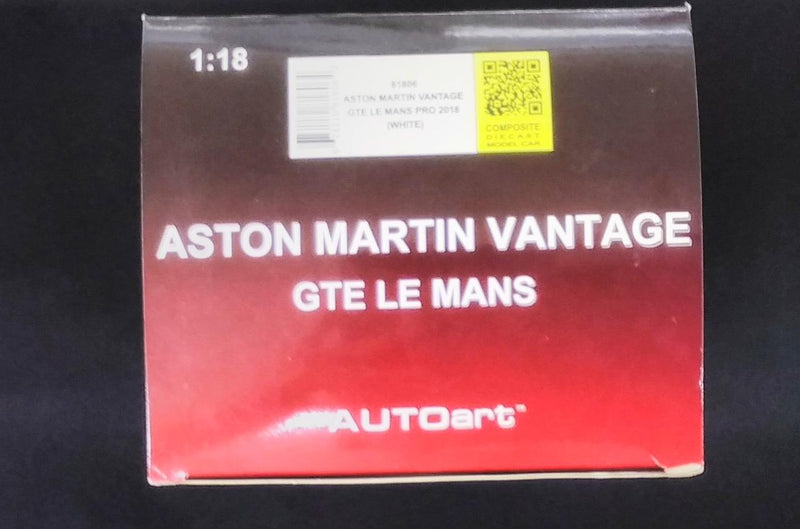 1:18
81806
ASTON MARTIN VANTAGE
GTE LE MANS PRO 2018
(WHITE)
COMPOSITE
DIECAST
MODEL CAR
ASTON MARTIN VANTAGE
GTE LE MANS
AUTOart™